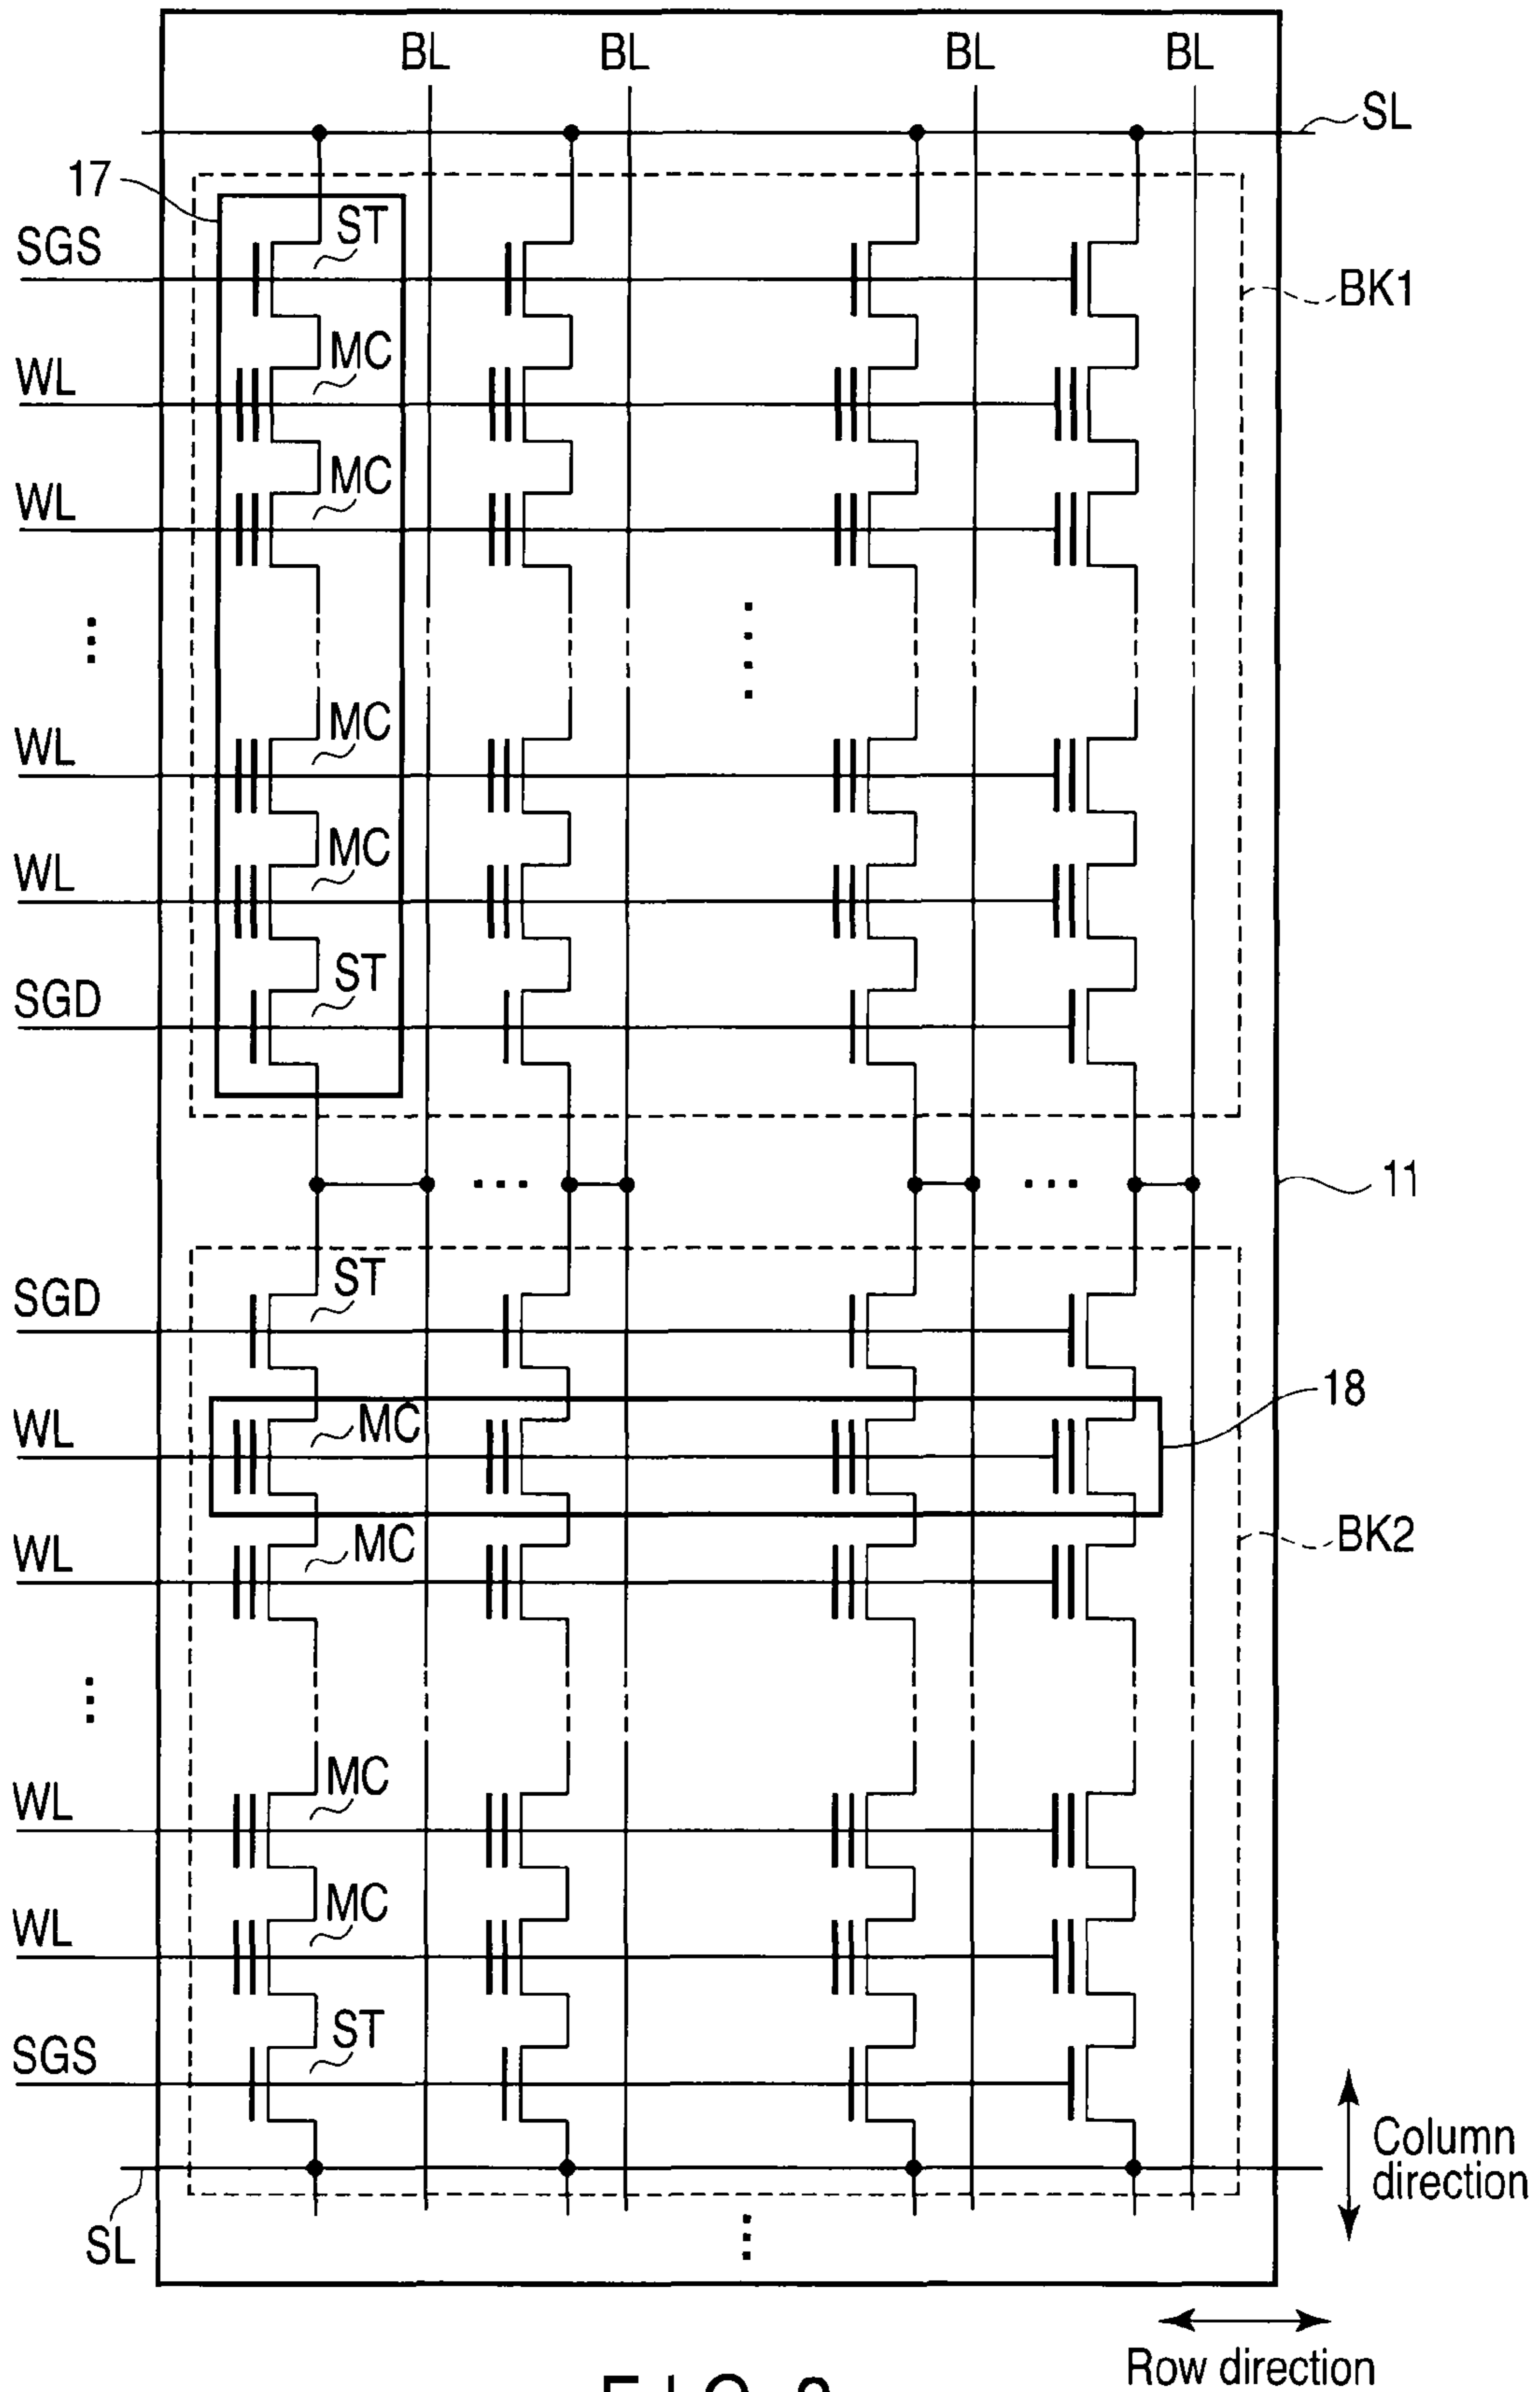 BL BL BL BL
SL
17
ST
SGS
BK1
MC
WL
MC
WL
MC
WL
MC
WL
ST
SGD
11
ST
SGD
18
MC
WL
MC
WL
BK2
MC
WL
MC
WL
ST
SGS
Column
direction
SL
Row direction